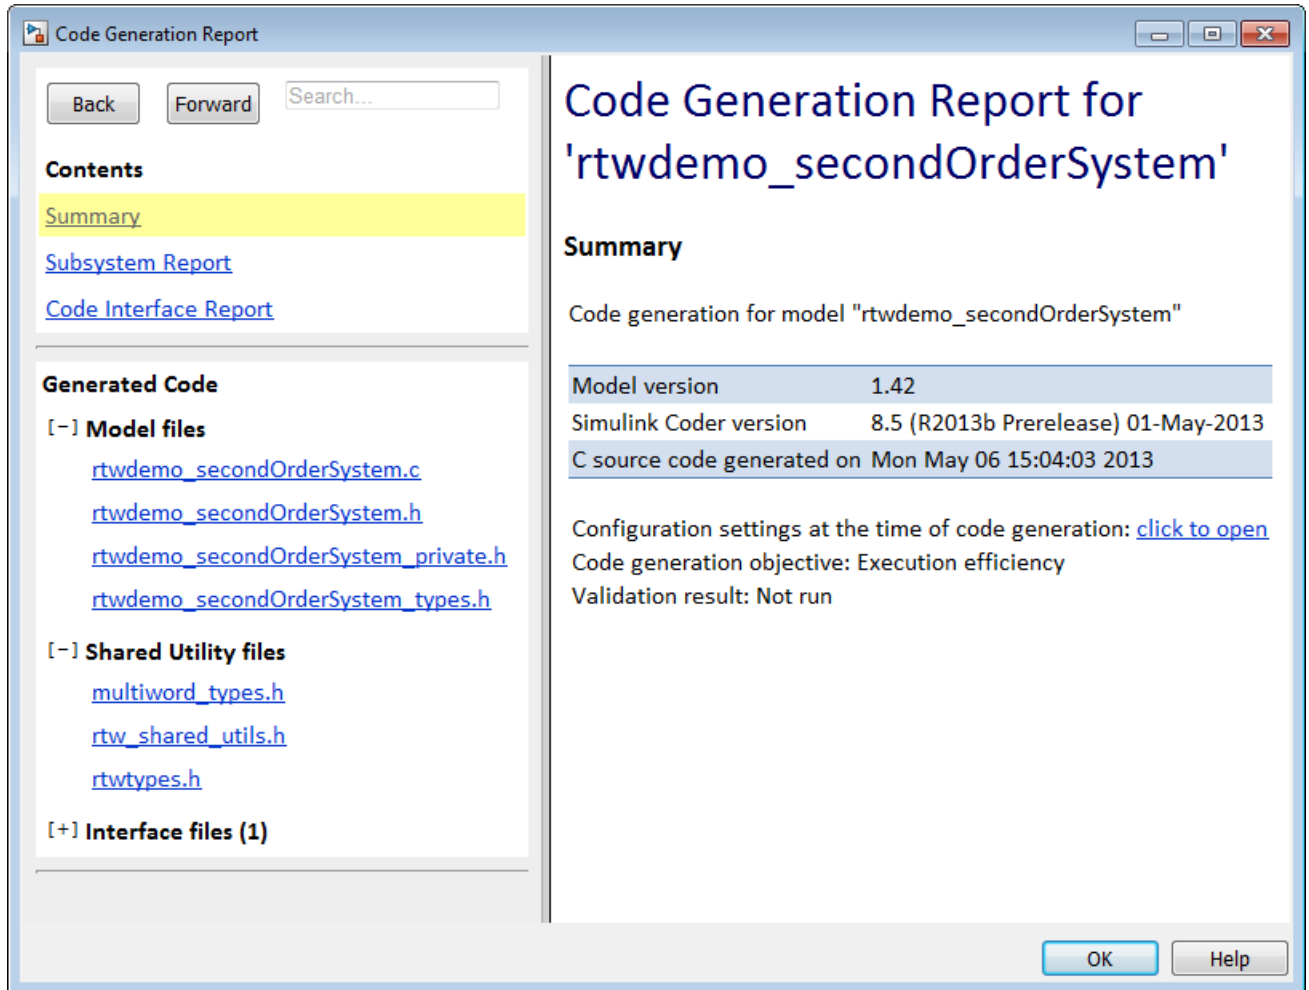 Code Generation Report
Back
Forward
Search...
Contents
Summary
Subsystem Report
Code Interface Report
Generated Code
[-] Model files
rtwdemo_secondOrderSystem.c
rtwdemo_secondOrderSystem.h
rtwdemo_secondOrderSystem_private.h
rtwdemo_secondOrderSystem_types.h
[-] Shared Utility files
multiword_types.h
rtw_shared_utils.h
rtwtypes.h
[+] Interface files (1)
Code Generation Report for
'rtwdemo_secondOrderSystem'
Summary
Code generation for model "rtwdemo_secondOrderSystem"
Model version 1.42
Simulink Coder version 8.5 (R2013b Prerelease) 01-May-2013
C source code generated on Mon May 06 15:04:03 2013
Configuration settings at the time of code generation: click to open
Code generation objective: Execution efficiency
Validation result: Not run
OK
Help